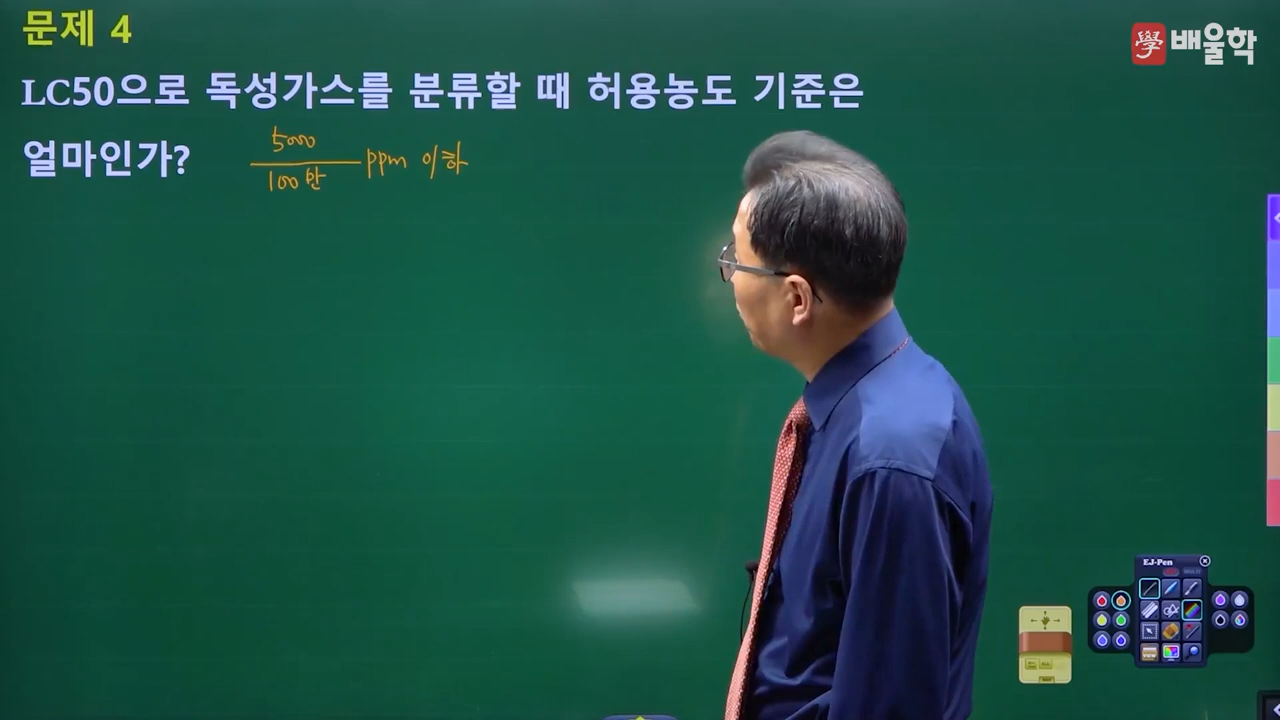 문제 4
學 배울학
LC50으로 독성가스를 분류할 때 허용농도 기준은
얼마인가?
5000
100만
ppm 이하
EJ-Pen